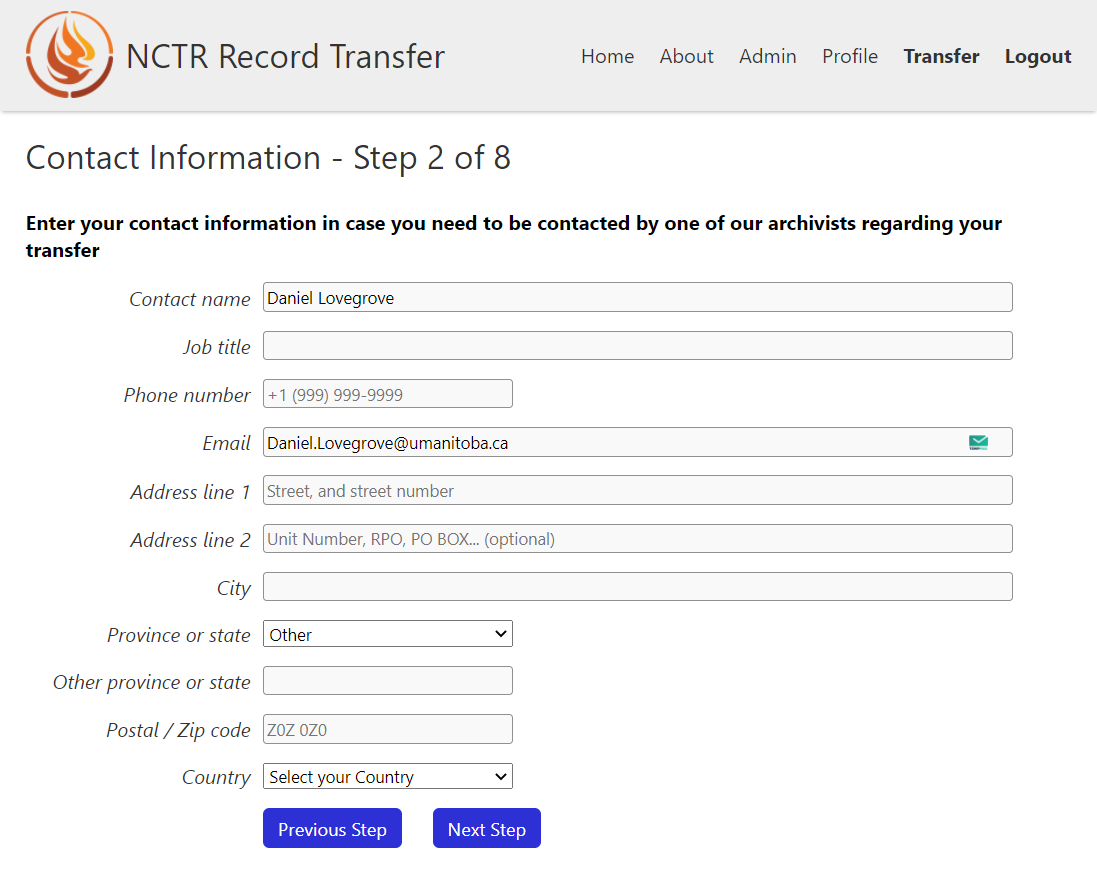 NCTR Record Transfer
Home About Admin Profile Transfer Logout
Contact Information - Step 2 of 8
Enter your contact information in case you need to be contacted by one of our archivists regarding your
transfer
Contact name Daniel Lovegrove
Job title
Phone number +1 (999) 999-9999
Email Daniel.Lovegrove@umanitoba.ca
Address line 1 Street, and street number
Address line 2 Unit Number, RPO, PO BOX... (optional)
City
Province or state Other
Other province or state
Postal / Zip code Z0Z 0Z0
Country Select your Country
Previous Step Next Step